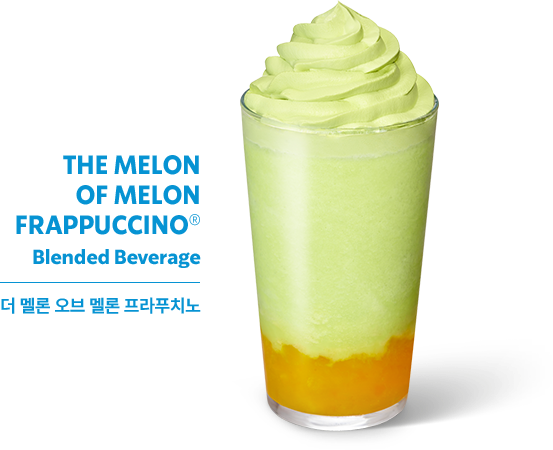 THE MELON
OF MELON
FRAPPUCCINO®
Blended Beverage
더 멜론 오브 멜론 프라푸치노